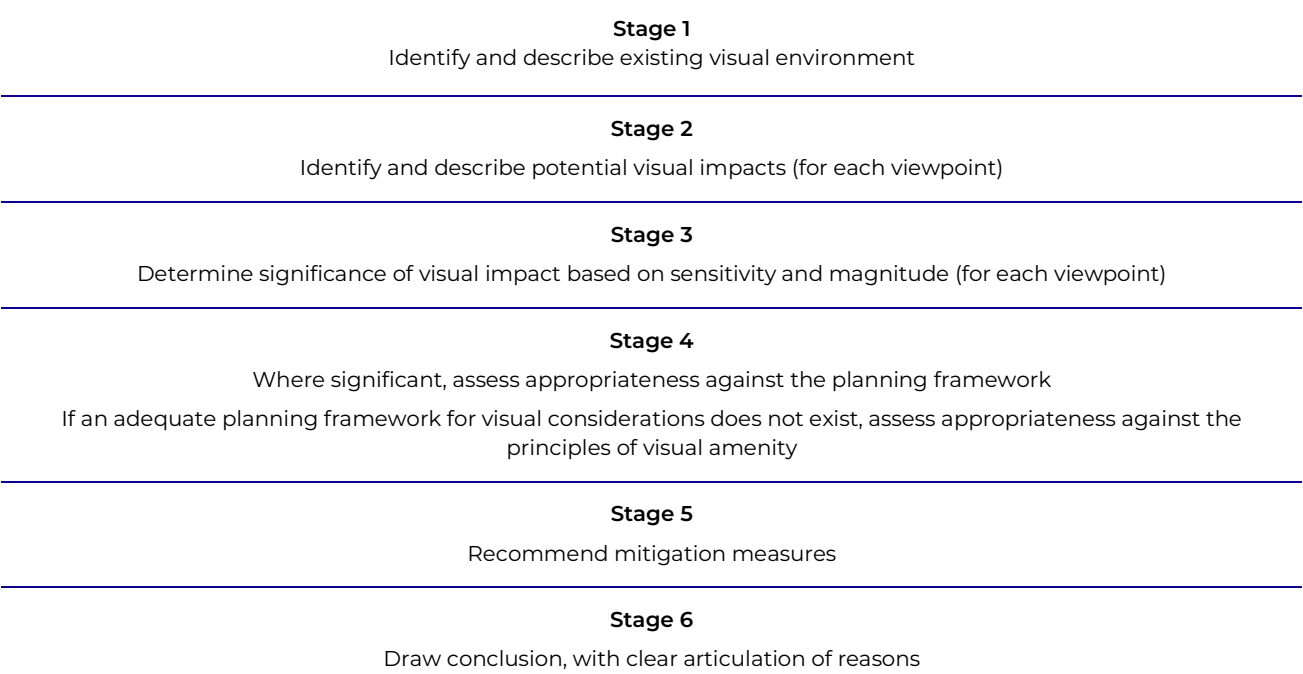 Stage 1
Identify and describe existing visual environment
Stage 2
Identify and describe potential visual impacts (for each viewpoint)
Stage 3
Determine significance of visual impact based on sensitivity and magnitude (for each viewpoint)
Stage 4
Where significant, assess appropriateness against the planning framework
If an adequate planning framework for visual considerations does not exist, assess appropriateness against the
principles of visual amenity
Stage 5
Recommend mitigation measures
Stage 6
Draw conclusion, with clear articulation of reasons